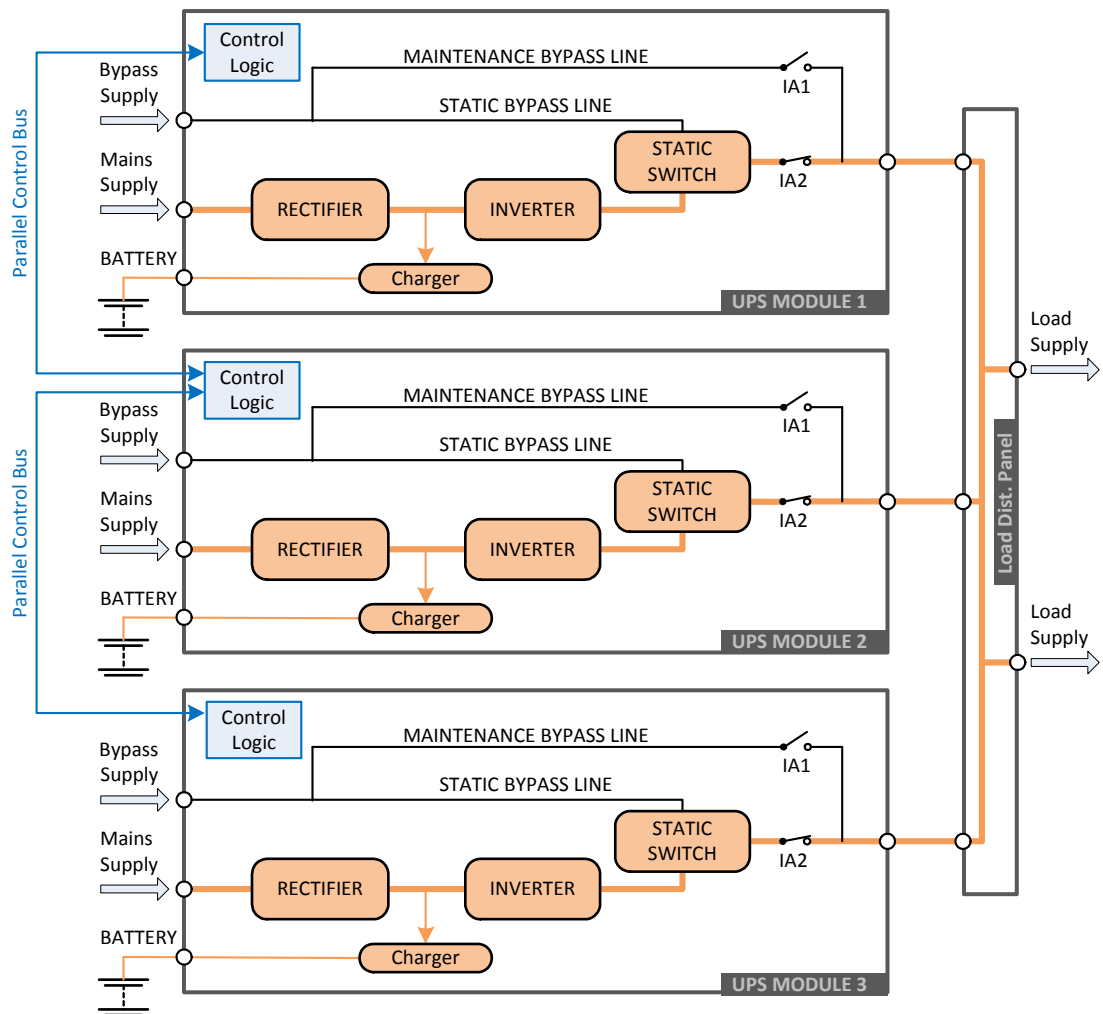 Control
Logic
MAINTENANCE BYPASS LINE
IA1
Bypass
Supply
STATIC BYPASS LINE
STATIC
SWITCH
IA2
Mains
Supply
RECTIFIER
INVERTER
BATTERY
Charger
UPS MODULE 1
Parallel Control Bus
Control
Logic
MAINTENANCE BYPASS LINE
IA1
Bypass
Supply
STATIC BYPASS LINE
STATIC
SWITCH
IA2
Mains
Supply
RECTIFIER
INVERTER
BATTERY
Charger
UPS MODULE 2
Parallel Control Bus
Control
Logic
MAINTENANCE BYPASS LINE
IA1
Bypass
Supply
STATIC BYPASS LINE
STATIC
SWITCH
IA2
Mains
Supply
RECTIFIER
INVERTER
BATTERY
Charger
UPS MODULE 3
Load Dist. Panel
Load
Supply
Load
Supply